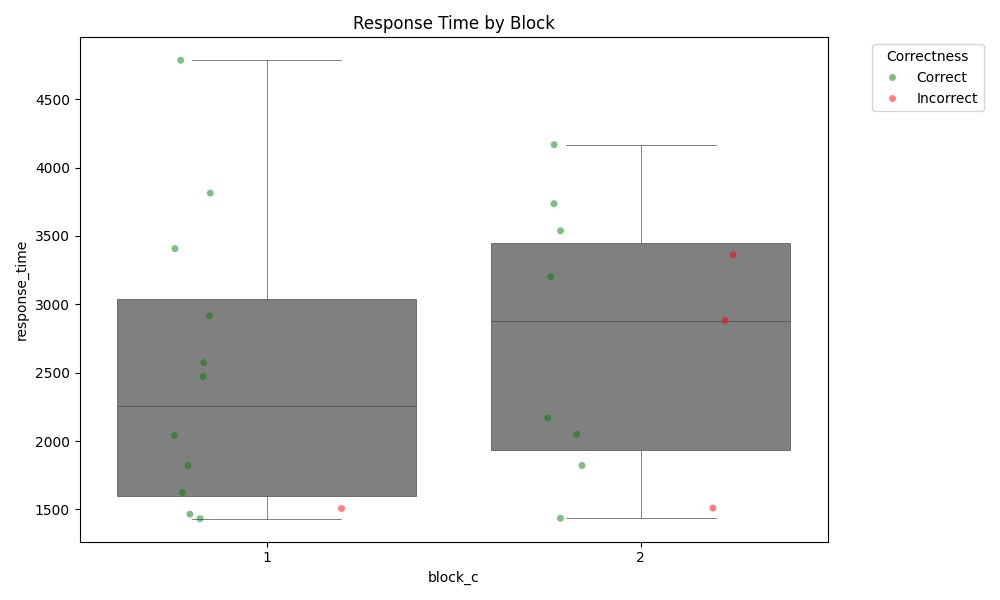 Response Time by Block
Correctness
Correct
Incorrect
4500
4000
3500
3000
2500
2000
1500
response_time
1
2
block_c